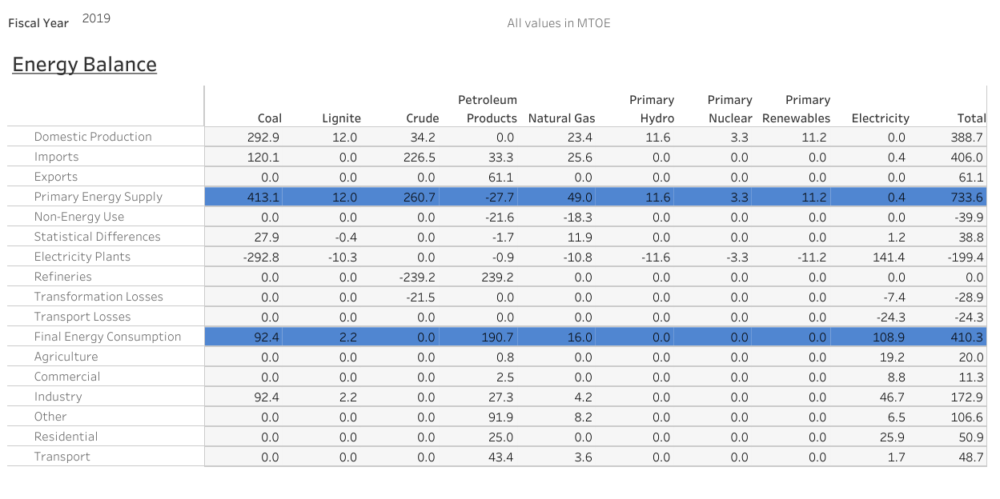 Fiscal Year 2019 All values in MTOE
Energy Balance
Petroleum Primary Primary Primary
Coal Lignite Crude Products Natural Gas Hydro Nuclear Renewables Electricity Total
Domestic Production 292.9 12.0 34.2 0.0 23.4 11.6 3.3 11.2 0.0 388.7
Imports 120.1 0.0 226.5 33.3 25.6 0.0 0.0 0.0 0.4 406.0
Exports 0.0 0.0 0.0 61.1 0.0 0.0 0.0 0.0 0.0 61.1
Primary Energy Supply 413.1 12.0 260.7 -27.7 49.0 11.6 3.3 11.2 0.4 733.6
Non-Energy Use 0.0 0.0 0.0 -21.6 -18.3 0.0 0.0 0.0 0.0 -39.9
Statistical Differences 27.9 -0.4 0.0 -1.7 11.9 0.0 0.0 0.0 1.2 38.8
Electricity Plants -292.8 -10.3 0.0 -0.9 -10.8 -11.6 -3.3 -11.2 141.4 -199.4
Refineries 0.0 0.0 -239.2 239.2 0.0 0.0 0.0 0.0 0.0 0.0
Transformation Losses 0.0 0.0 -21.5 0.0 0.0 0.0 0.0 0.0 -7.4 -28.9
Transport Losses 0.0 0.0 0.0 0.0 0.0 0.0 0.0 0.0 -24.3 -24.3
Final Energy Consumption 92.4 2.2 0.0 190.7 16.0 0.0 0.0 0.0 108.9 410.3
Agriculture 0.0 0.0 0.0 0.8 0.0 0.0 0.0 0.0 19.2 20.0
Commercial 0.0 0.0 0.0 2.5 0.0 0.0 0.0 0.0 8.8 11.3
Industry 92.4 2.2 0.0 27.3 4.2 0.0 0.0 0.0 46.7 172.9
Other 0.0 0.0 0.0 91.9 8.2 0.0 0.0 0.0 6.5 106.6
Residential 0.0 0.0 0.0 25.0 0.0 0.0 0.0 0.0 25.9 50.9
Transport 0.0 0.0 0.0 43.4 3.6 0.0 0.0 0.0 1.7 48.7